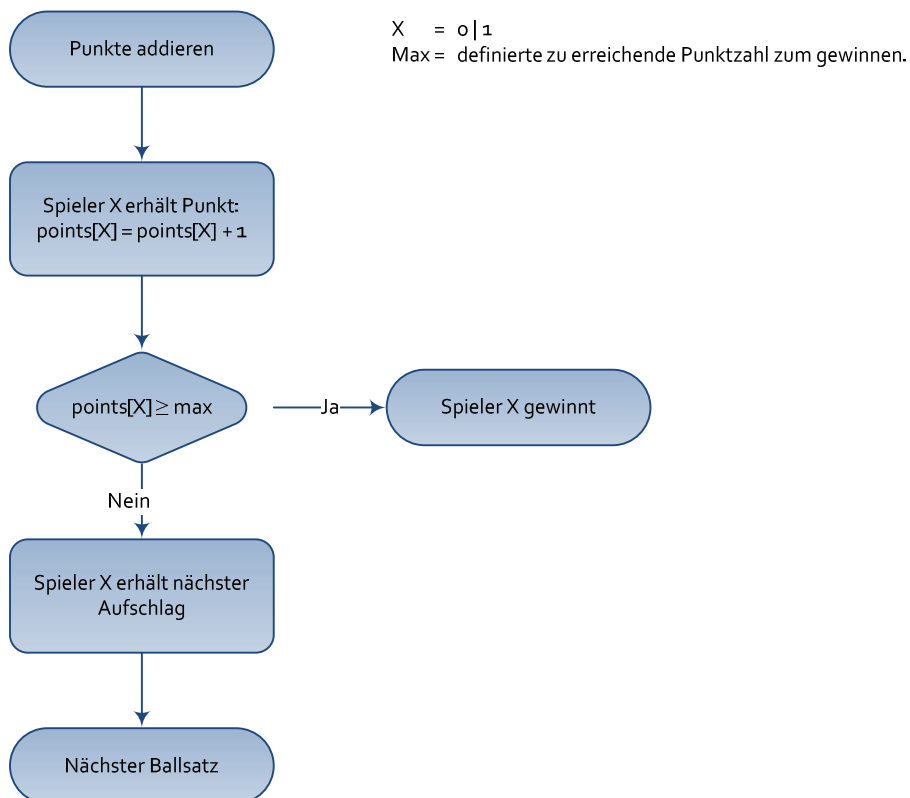 Punkte addieren
X = 0|1
Max = definierte zu erreichende Punktzahl zum gewinnen.
Spieler X erhält Punkt:
points[X] = points[X] + 1
points[X] ≥ max
Ja
Spieler X gewinnt
Nein
Spieler X erhält nächster
Aufschlag
Nächster Ballsatz